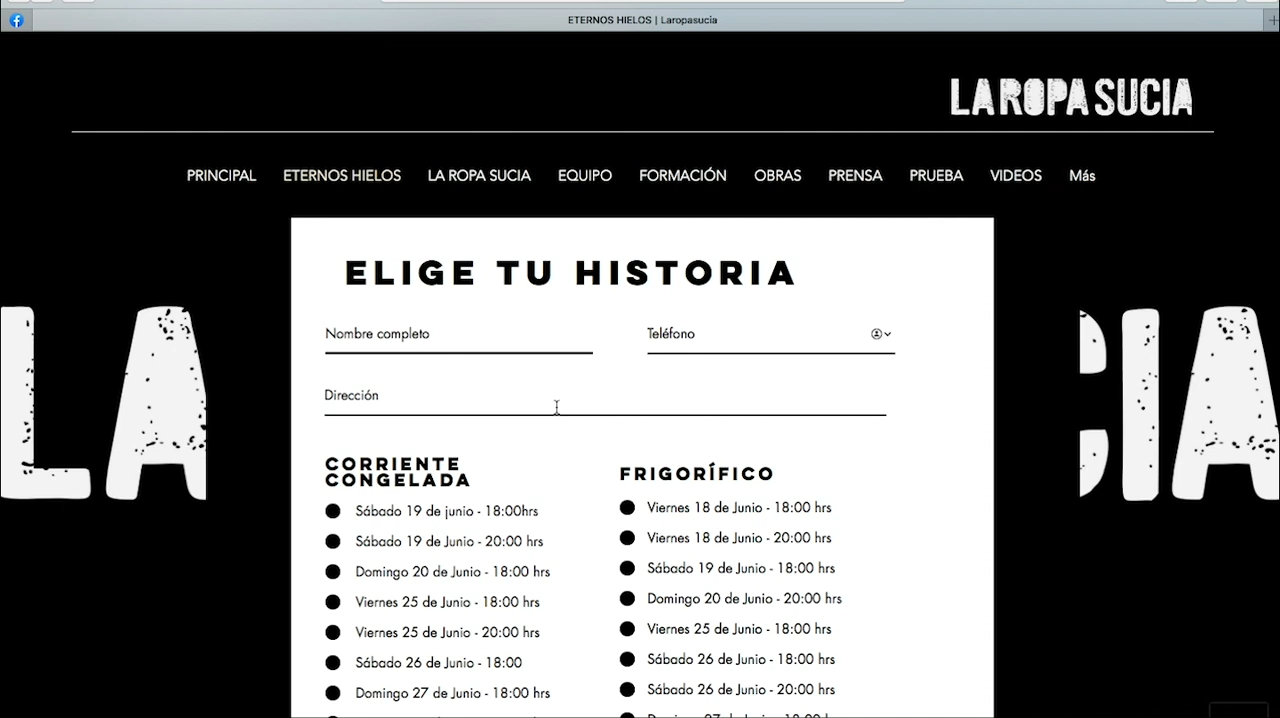 ETERNOS HIELOS | Laropasucia
LA ROPA SUCIA
PRINCIPAL ETERNOS HIELOS LA ROPA SUCIA EQUIPO FORMACIÓN OBRAS PRENSA PRUEBA VIDEOS Más
LA CIA
ELIGE TU HISTORIA
Nombre completo Teléfono
Dirección
CORRIENTE
CONGELADA
Sábado 19 de junio - 18:00hrs
Sábado 19 de Junio - 20:00 hrs
Domingo 20 de Junio - 18:00 hrs
Viernes 25 de Junio - 18:00 hrs
Viernes 25 de Junio - 20:00 hrs
Sábado 26 de Junio - 18:00
Domingo 27 de Junio - 18:00 hrs
FRIGORÍFICO
Viernes 18 de Junio - 18:00 hrs
Viernes 18 de Junio - 20:00 hrs
Sábado 19 de Junio - 18:00 hrs
Domingo 20 de Junio - 20:00 hrs
Viernes 25 de Junio - 18:00 hrs
Sábado 26 de Junio - 18:00 hrs
Sábado 26 de Junio - 20:00 hrs